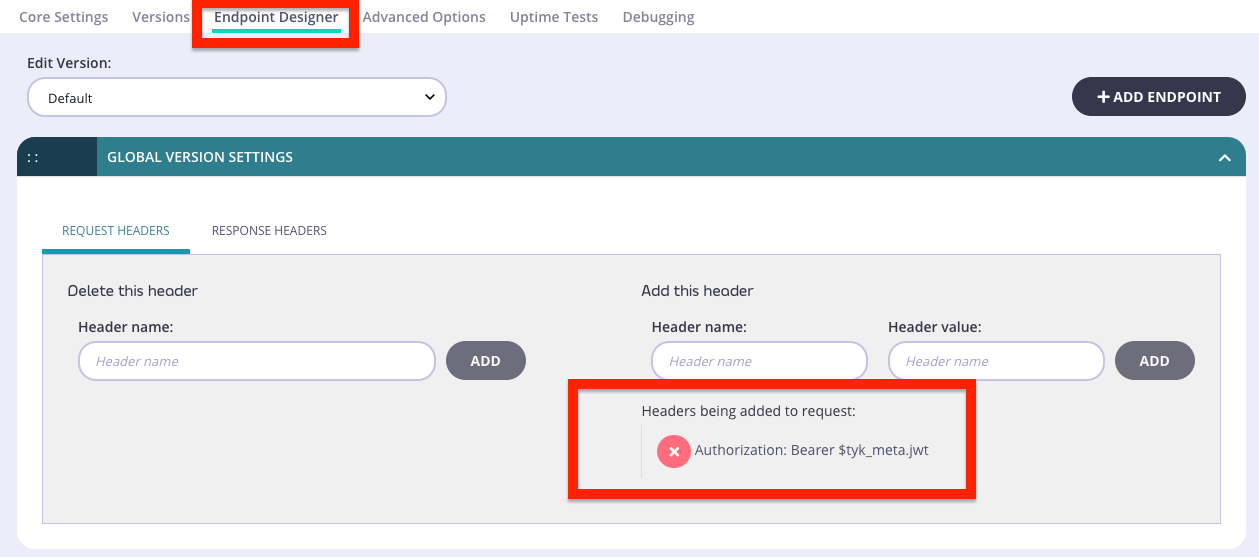 Core Settings Versions Endpoint Designer Advanced Options Uptime Tests Debugging
Edit Version:
Default
+ ADD ENDPOINT
:: GLOBAL VERSION SETTINGS
REQUEST HEADERS RESPONSE HEADERS
Delete this header
Header name:
Header name ADD
Add this header
Header name: Header value:
Header name Header name ADD
Headers being added to request:
Authorization: Bearer $tyk_meta.jwt